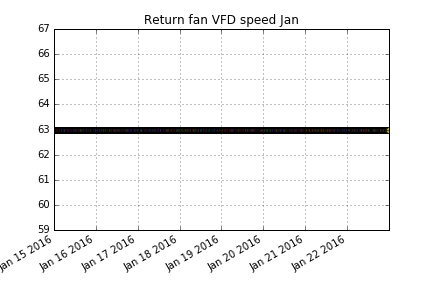 Return fan VFD speed Jan
67
66
65
64
63
62
61
60
59
Jan 15 2016
Jan 16 2016
Jan 17 2016
Jan 18 2016
Jan 19 2016
Jan 20 2016
Jan 21 2016
Jan 22 2016